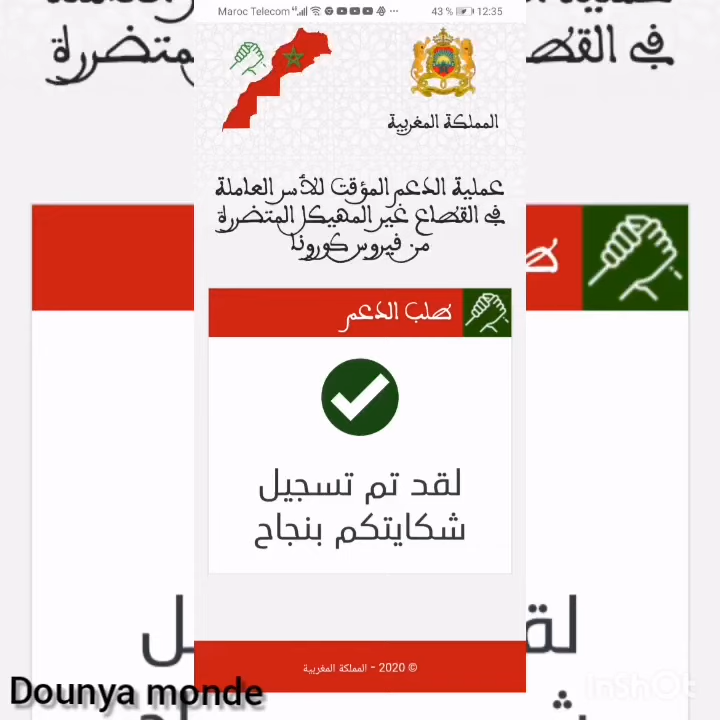 Maroc Telecom
43 % 12:35
المملكة المغربية
عملية الدعم المؤقت للأسر العاملة
في القطاع غير المهيكل المتضررة
من فيروس كورونا
طلب الدعم
لقد تم تسجيل
شكايتكم بنجاح
© 2020 - المملكة المغربية
Dounya monde
InShOt